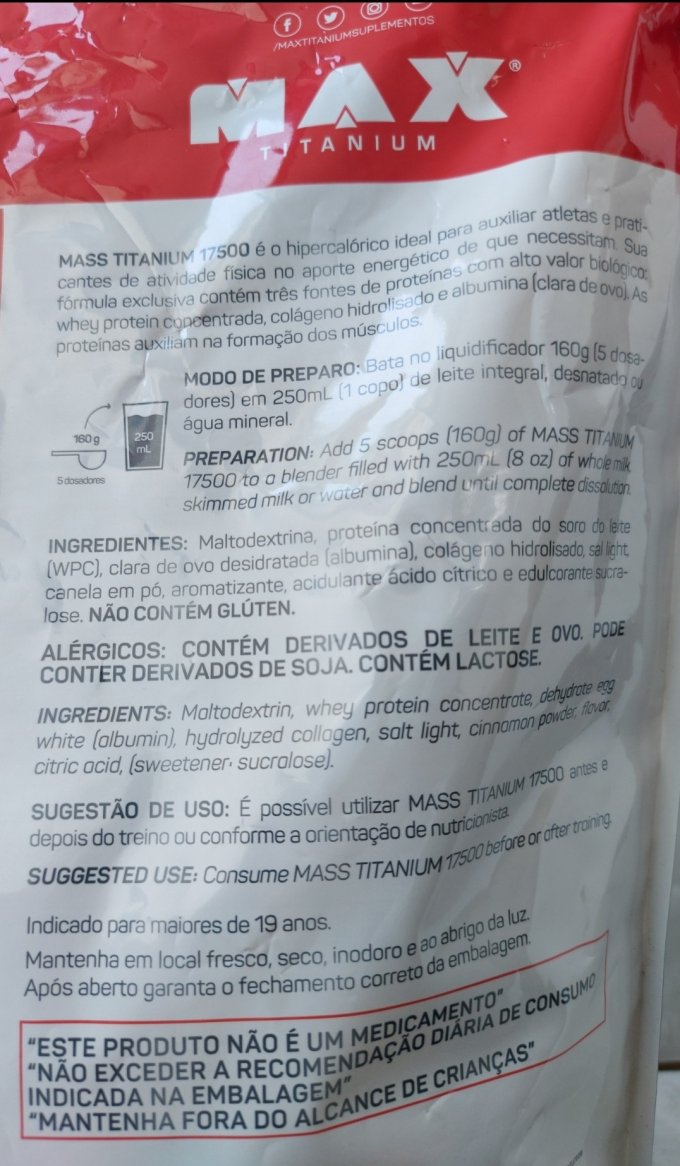 /MAXTITANIUMSUPLEMENTOS
MAX®
TITANIUM
MASS TITANIUM 17500 é o hipercalórico ideal para auxiliar atletas e prati-
cantes de atividade física no aporte energético de que necessitam. Sua
fórmula exclusiva contém três fontes de proteínas com alto valor biológico:
whey protein concentrada, colágeno hidrolisado e albumina (clara de ovo). As
proteínas auxiliam na formação dos músculos.
MODO DE PREPARO: Bata no liquidificador 160g (5 dosa-
dores) em 250mL (1 copo) de leite integral, desnatado ou
água mineral.
160 g
250
mL
5 dosadores
PREPARATION: Add 5 scoops (160g) of MASS TITANIUM
17500 to a blender filled with 250mL (8 oz) of whole milk,
skimmed milk or water and blend until complete dissolution.
INGREDIENTES: Maltodextrina, proteína concentrada do soro do leite
(WPC), clara de ovo desidratada (albumina), colágeno hidrolisado, sal light,
canela em pó, aromatizante, acidulante ácido cítrico e edulcorante sucra-
lose. NÃO CONTÉM GLÚTEN.
ALÉRGICOS: CONTÉM DERIVADOS DE LEITE E OVO. PODE
CONTER DERIVADOS DE SOJA. CONTÉM LACTOSE.
INGREDIENTS: Maltodextrin, whey protein concentrate, dehydrate egg
white (albumin), hydrolyzed collagen, salt light, cinnamon powder, flavor,
citric acid, (sweetener: sucralose).
SUGESTÃO DE USO: É possível utilizar MASS TITANIUM 17500 antes e
depois do treino ou conforme a orientação de nutricionista.
SUGGESTED USE: Consume MASS TITANIUM 17500 before or after training.
Indicado para maiores de 19 anos.
Mantenha em local fresco, seco, inodoro e ao abrigo da luz.
Após aberto garanta o fechamento correto da embalagem.
"ESTE PRODUTO NÃO É UM MEDICAMENTO"
"NÃO EXCEDER A RECOMENDAÇÃO DIÁRIA DE CONSUMO
INDICADA NA EMBALAGEM"
"MANTENHA FORA DO ALCANCE DE CRIANÇAS"